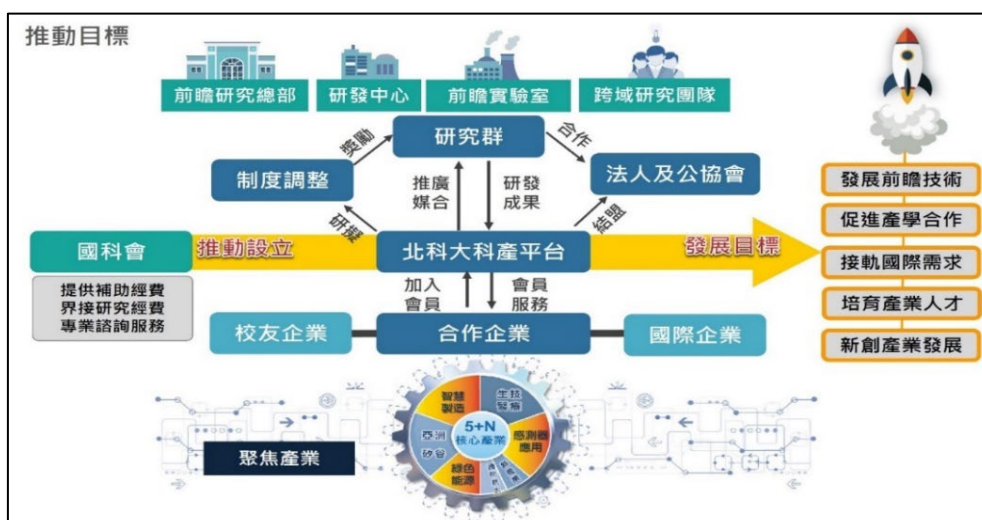 推動目標
前瞻研究總部
研發中心
前瞻實驗室
跨域研究團隊
研究群
獎勵
合作
制度調整
法人及公協會
推廣
媒合
研發
成果
研擬
結盟
國科會
推動設立
北科大科產平台
發展目標
提供補助經費
界接研究經費
專業諮詢服務
加入
會員
會員
服務
校友企業
合作企業
國際企業
發展前瞻技術
促進產學合作
接軌國際需求
培育產業人才
新創產業發展
聚焦產業
5+N
核心產業
智慧
製造
生技
醫療
亞洲
矽谷
感測器
應用
綠色
能源